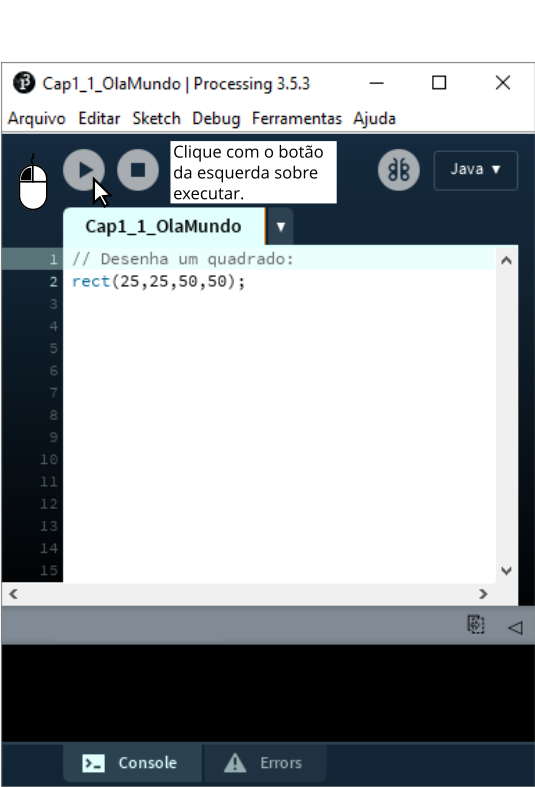 Cap1_1_OlaMundo | Processing 3.5.3
Arquivo Editar Sketch Debug Ferramentas Ajuda
Clique com o botão
da esquerda sobre
executar.
Java ▼
Cap1_1_OlaMundo ▼
1 // Desenha um quadrado:
2 rect(25,25,50,50);
3
4
5
6
7
8
9
10
11
12
13
14
15
Console Errors